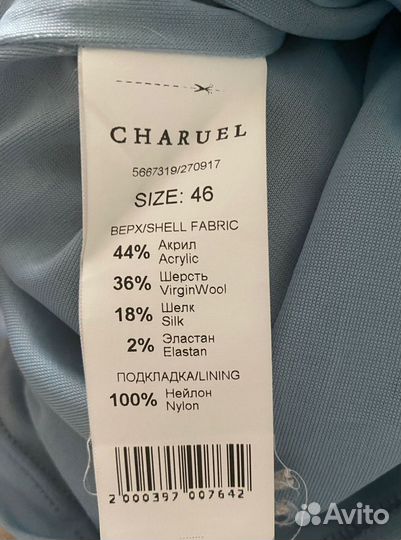 CHARUEL
5667319/270917
SIZE: 46
ВЕРХ/SHELL FABRIC
44% Акрил
Acrylic
36% Шерсть
VirginWool
18% Шелк
Silk
2% Эластан
Elastan
ПОДКЛАДКА/LINING
100% Нейлон
Nylon
2 000397 007642
Avito